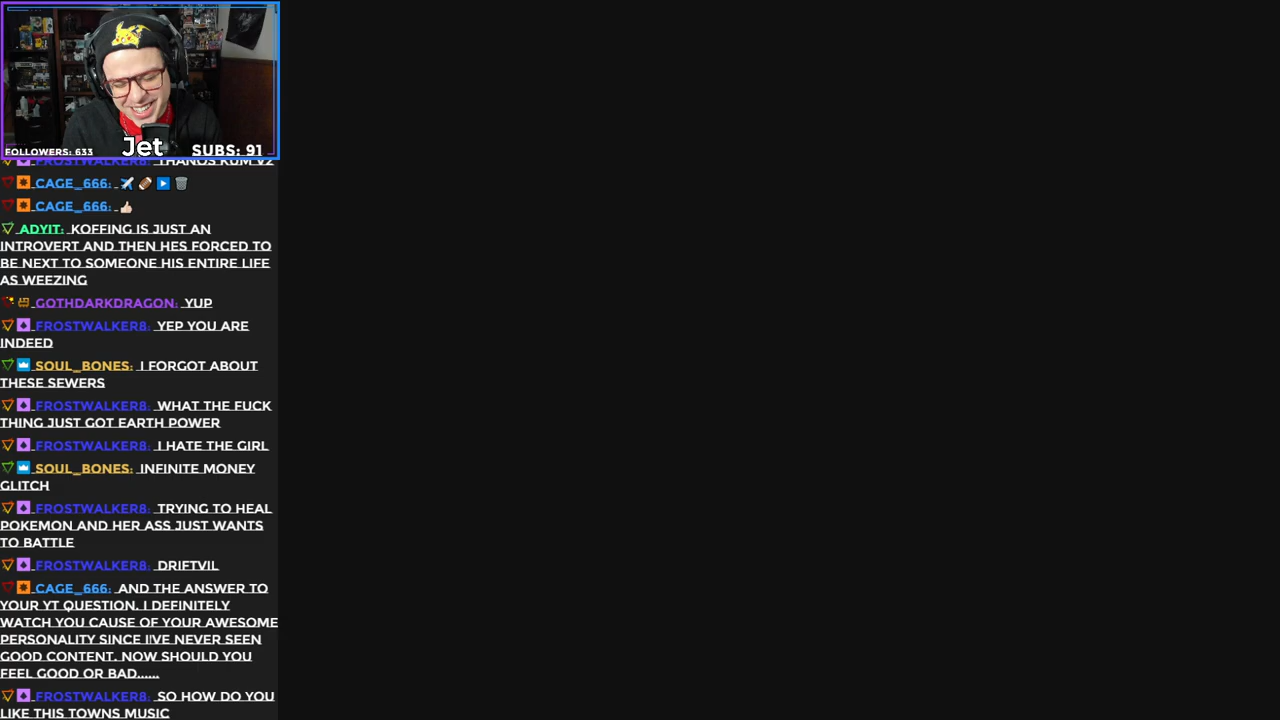 FOLLOWERS: 633
Jet
SUBS: 91
FROSTWALKER8: THANOS KUM V2
CAGE_666:
CAGE_666:
ADYIT: KOFFING IS JUST AN
INTROVERT AND THEN HES FORCED TO
BE NEXT TO SOMEONE HIS ENTIRE LIFE
AS WEEZING
GOTHDARKDRAGON: YUP
FROSTWALKER8: YEP YOU ARE
INDEED
SOUL_BONES: I FORGOT ABOUT
THESE SEWERS
FROSTWALKER8: WHAT THE FUCK
THING JUST GOT EARTH POWER
FROSTWALKER8: I HATE THE GIRL
SOUL_BONES: INFINITE MONEY
GLITCH
FROSTWALKER8: TRYING TO HEAL
POKEMON AND HER ASS JUST WANTS
TO BATTLE
FROSTWALKER8: DRIFTVIL
CAGE_666: AND THE ANSWER TO
YOUR YT QUESTION. I DEFINITELY
WATCH YOU CAUSE OF YOUR AWESOME
PERSONALITY SINCE I'VE NEVER SEEN
GOOD CONTENT. NOW SHOULD YOU
FEEL GOOD OR BAD......
FROSTWALKER8: SO HOW DO YOU
LIKE THIS TOWNS MUSIC